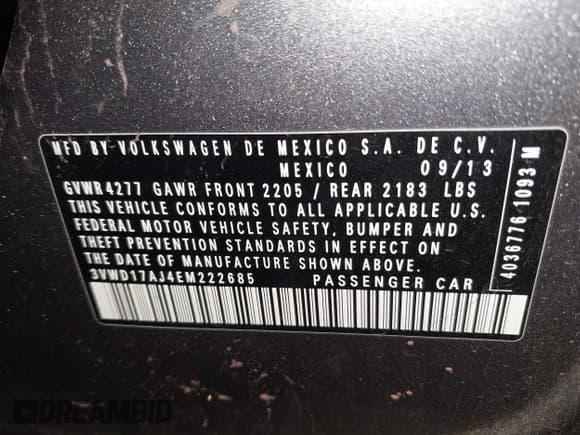 MFD BY VOLKSWAGEN DE MEXICO S.A. DE C.V.
MEXICO 09/13
GVWR 4277 GAWR FRONT 2205 / REAR 2183 LBS
THIS VEHICLE CONFORMS TO ALL APPLICABLE U.S.
FEDERAL MOTOR VEHICLE SAFETY, BUMPER AND
THEFT PREVENTION STANDARDS IN EFFECT ON
THE DATE OF MANUFACTURE SHOWN ABOVE.
3VWD17AJ4EM222685 PASSENGER CAR
4036776 1093 M
DREAMBID